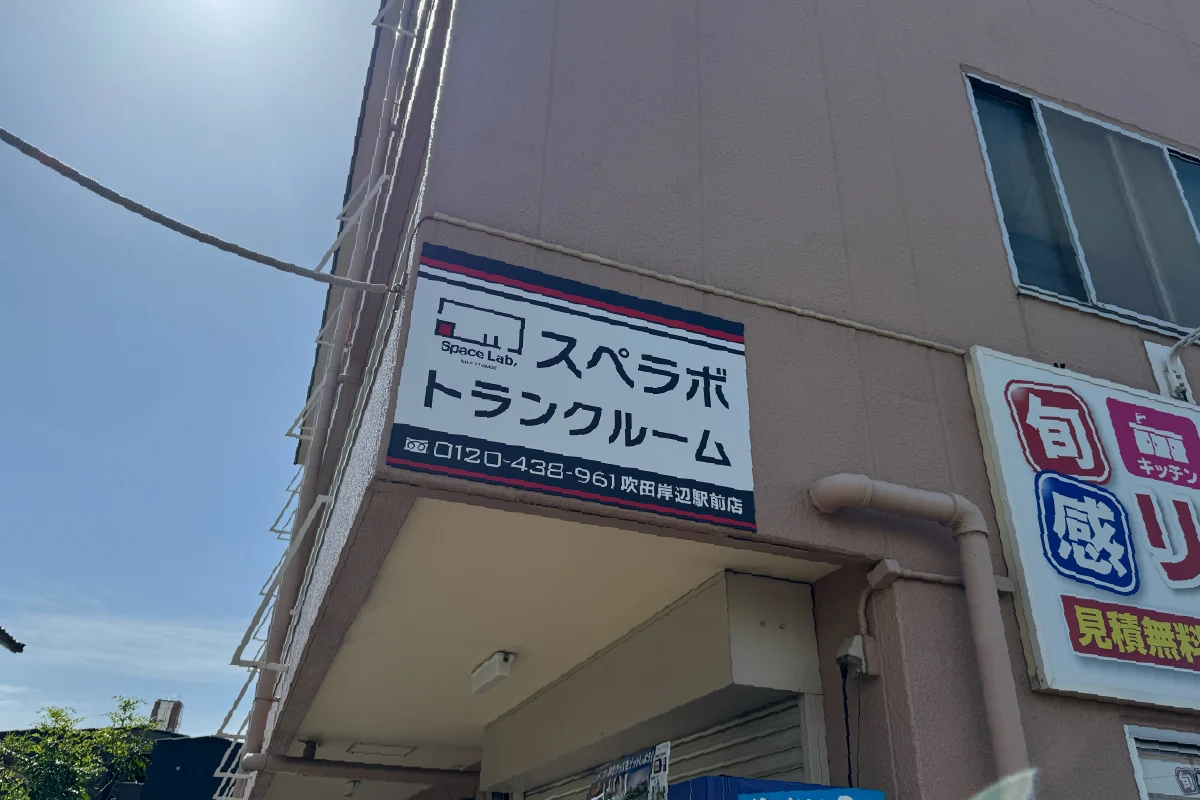 Space Lab,
スペラボ
トランクルーム
0120-438-961 吹田岸辺駅前店
旬
キッチン
感
リ
見積無料